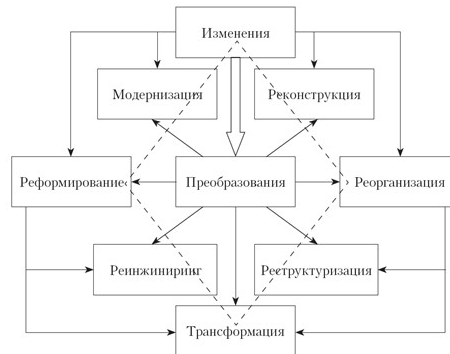 Изменения
Модернизация
Реконструкция
Реформирование
Преобразования
Реорганизация
Реинжиниринг
Реструктуризация
Трансформация